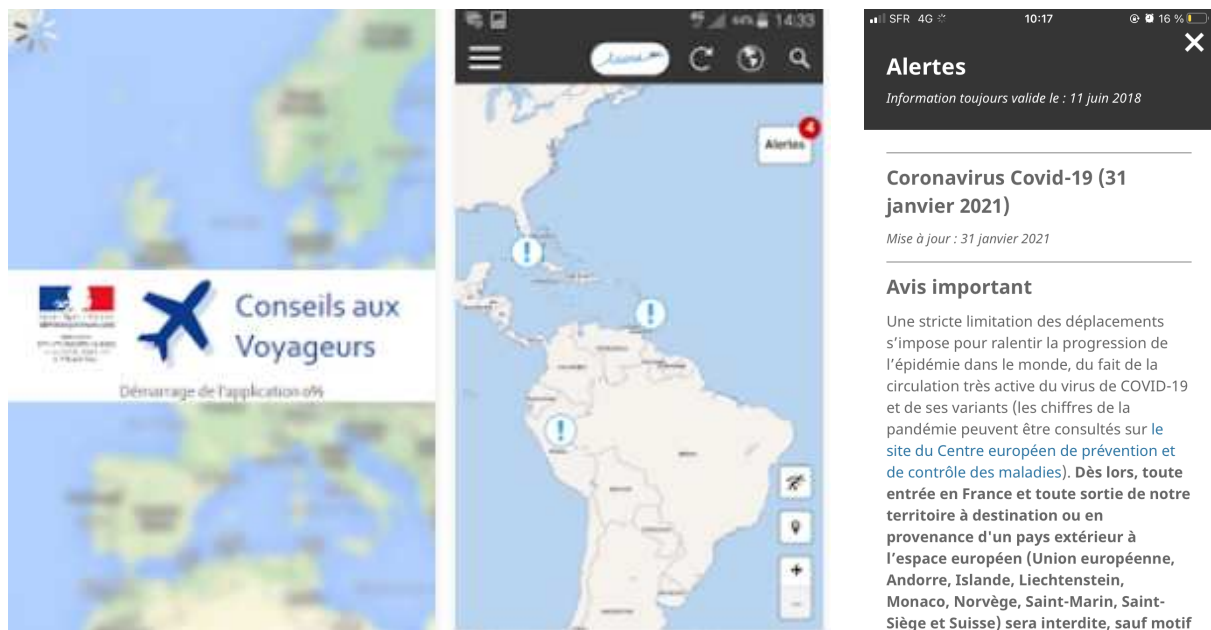 Conseils aux
Voyageurs
Démarrage de l'application 0%
44% 14:33
Alertes
4
SFR 4G 10:17 16 %
Alertes
Information toujours valide le : 11 juin 2018
Coronavirus Covid-19 (31
janvier 2021)
Mise à jour : 31 janvier 2021
Avis important
Une stricte limitation des déplacements
s’impose pour ralentir la progression de
l’épidémie dans le monde, du fait de la
circulation très active du virus de COVID-19
et de ses variants (les chiffres de la
pandémie peuvent être consultés sur le
site du Centre européen de prévention et
de contrôle des maladies). Dès lors, toute
entrée en France et toute sortie de notre
territoire à destination ou en
provenance d'un pays extérieur à
l’espace européen (Union européenne,
Andorre, Islande, Liechtenstein,
Monaco, Norvège, Saint-Marin, Saint-
Siège et Suisse) sera interdite, sauf motif